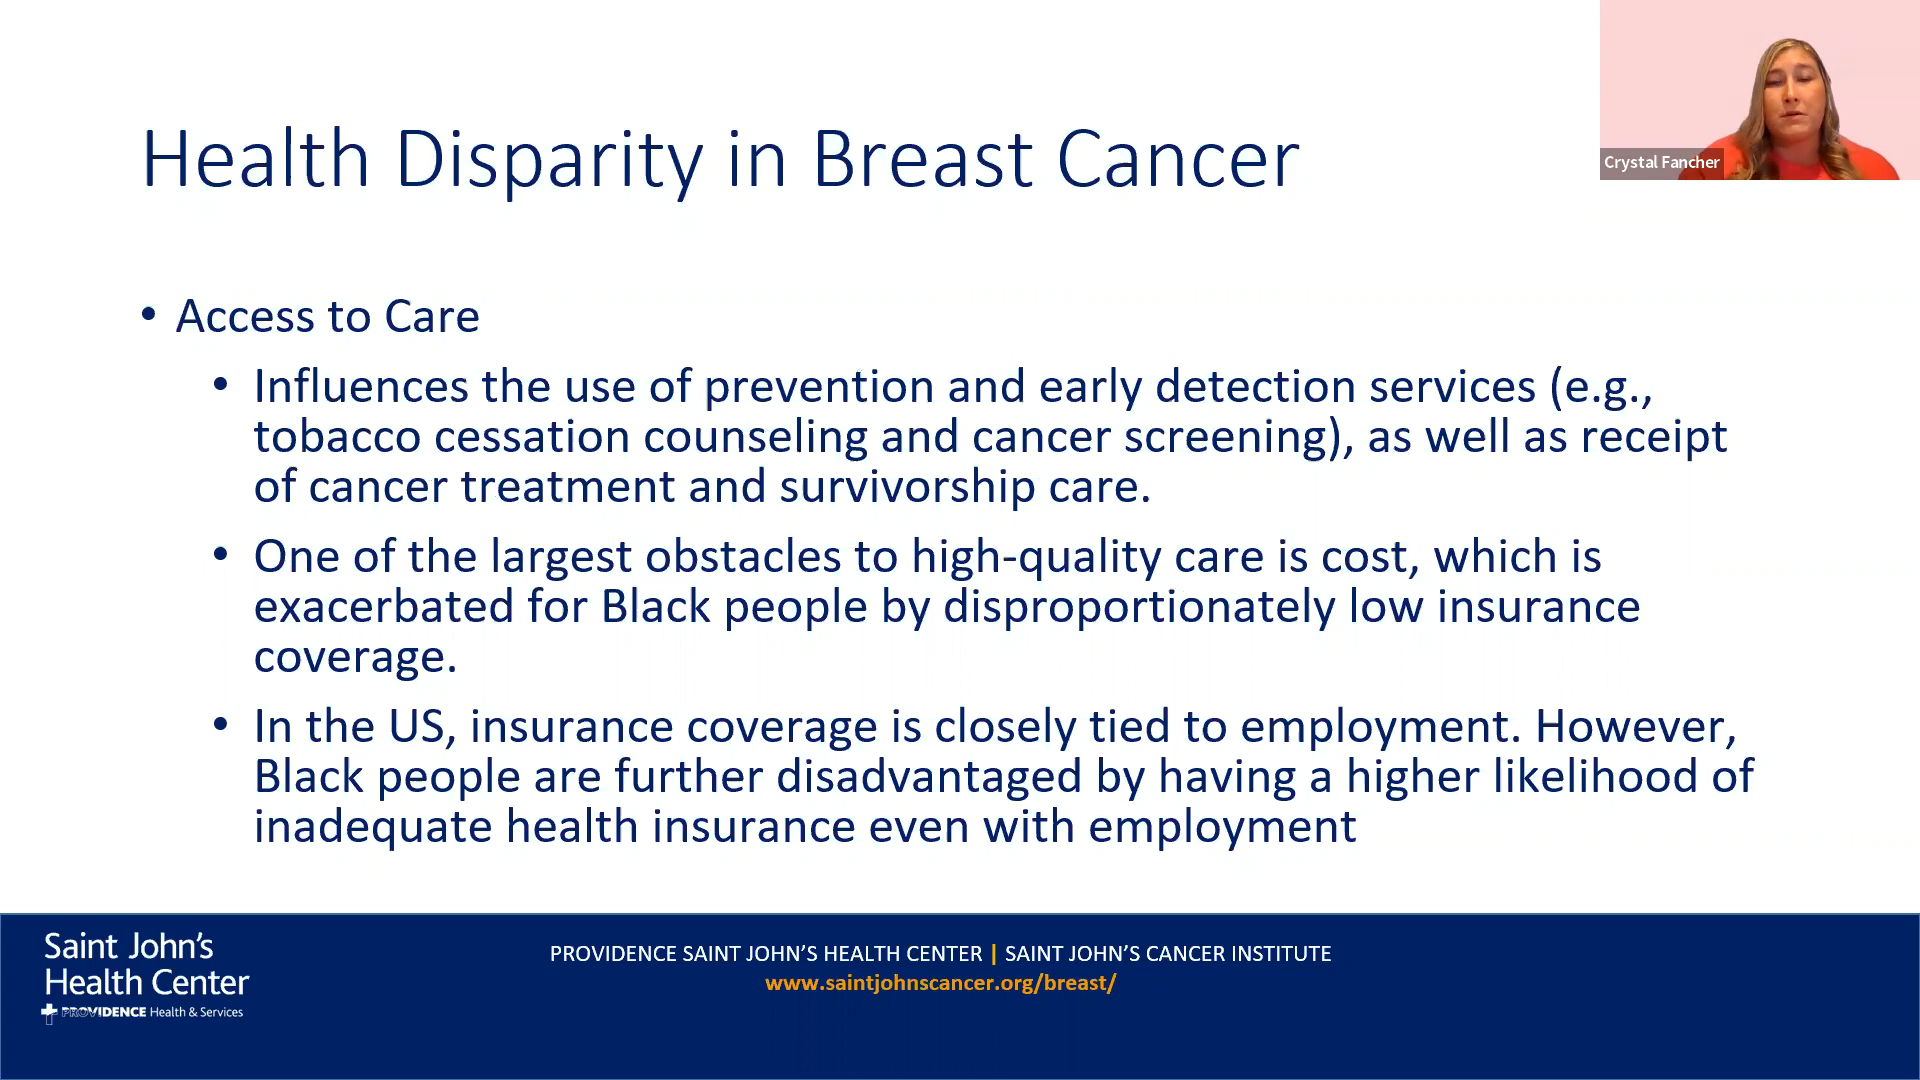 Crystal Fancher
Health Disparity in Breast Cancer
• Access to Care
• Influences the use of prevention and early detection services (e.g.,
tobacco cessation counseling and cancer screening), as well as receipt
of cancer treatment and survivorship care.
• One of the largest obstacles to high-quality care is cost, which is
exacerbated for Black people by disproportionately low insurance
coverage.
• In the US, insurance coverage is closely tied to employment. However,
Black people are further disadvantaged by having a higher likelihood of
inadequate health insurance even with employment
Saint John’s
Health Center
PROVIDENCE Health & Services
PROVIDENCE SAINT JOHN’S HEALTH CENTER | SAINT JOHN’S CANCER INSTITUTE
www.saintjohnscancer.org/breast/